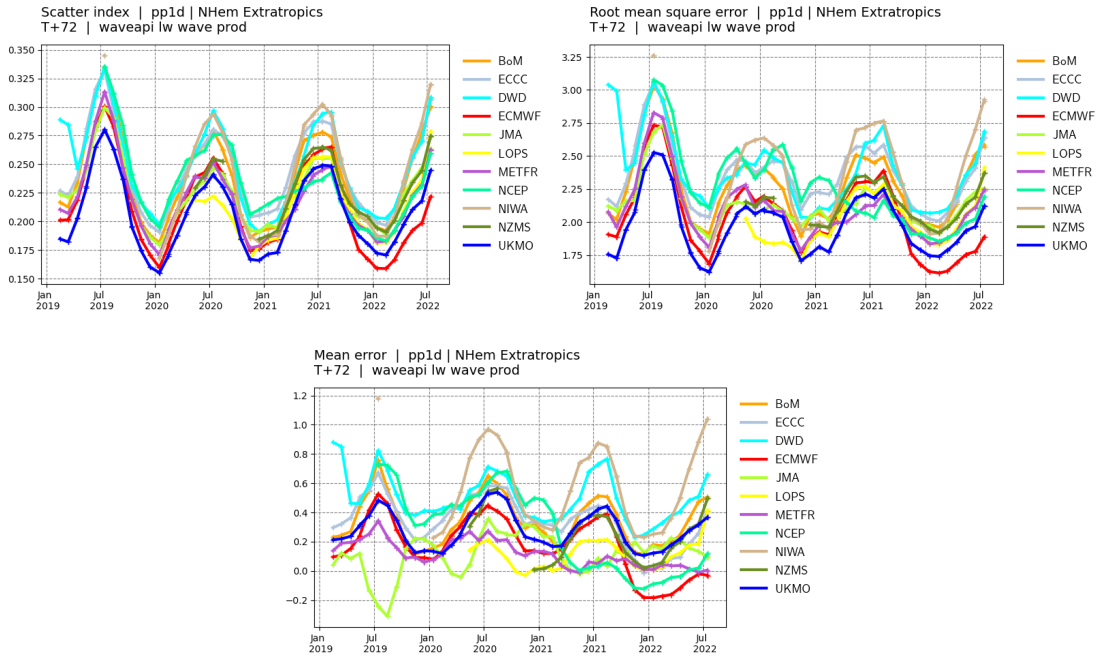 Scatter index | pp1d | NHem Extratropics
T+72 | waveapi lw wave prod
0.350
0.325
0.300
0.275
0.250
0.225
0.200
0.175
0.150
Jan 2019
Jul 2019
Jan 2020
Jul 2020
Jan 2021
Jul 2021
Jan 2022
Jul 2022
BoM
ECCC
DWD
ECMWF
JMA
LOPS
METFR
NCEP
NIWA
NZMS
UKMO
Root mean square error | pp1d | NHem Extratropics
T+72 | waveapi lw wave prod
3.25
3.00
2.75
2.50
2.25
2.00
1.75
Jan 2019
Jul 2019
Jan 2020
Jul 2020
Jan 2021
Jul 2021
Jan 2022
Jul 2022
BoM
ECCC
DWD
ECMWF
JMA
LOPS
METFR
NCEP
NIWA
NZMS
UKMO
Mean error | pp1d | NHem Extratropics
T+72 | waveapi lw wave prod
1.2
1.0
0.8
0.6
0.4
0.2
0.0
−0.2
Jan 2019
Jul 2019
Jan 2020
Jul 2020
Jan 2021
Jul 2021
Jan 2022
Jul 2022
BoM
ECCC
DWD
ECMWF
JMA
LOPS
METFR
NCEP
NIWA
NZMS
UKMO